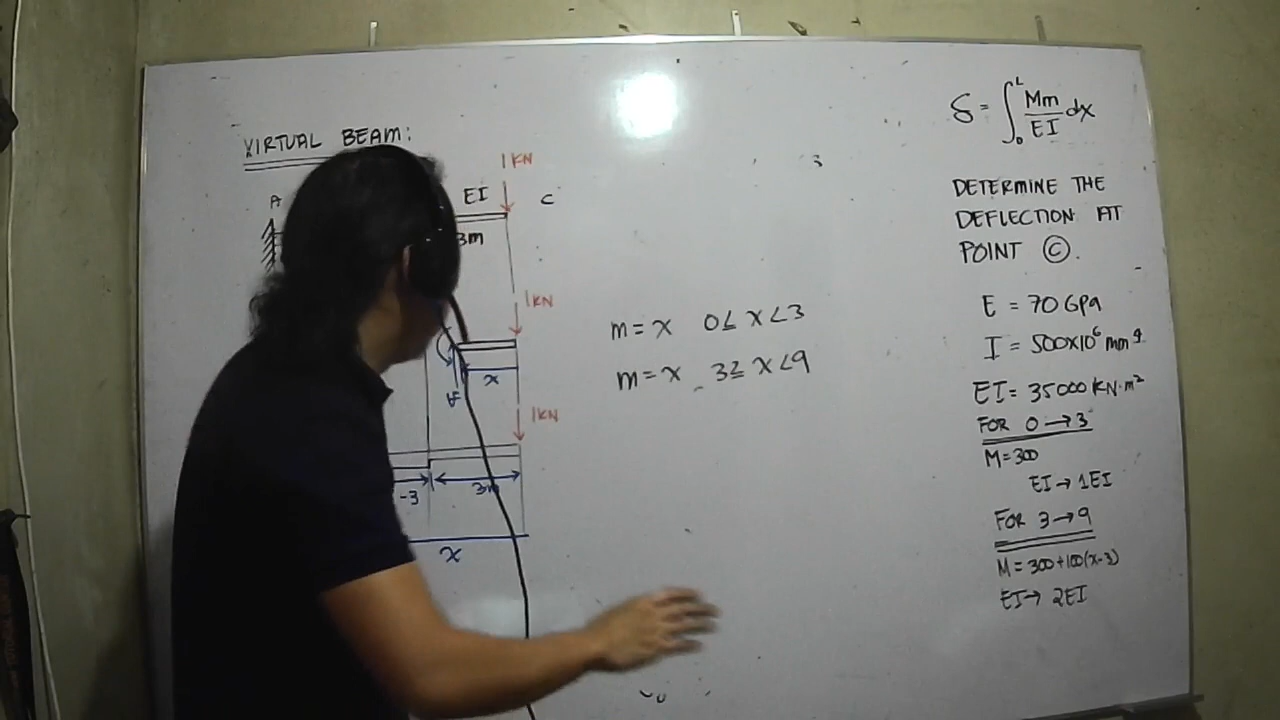 VIRTUAL BEAM:
A
EI
1 KN
C
3m
1KN
x
1KN
-3
3m
x
m = x 0 ≤ x < 3
m = x 3 ≤ x < 9
δ = ∫₀ᴸ Mm/EI dx
DETERMINE THE
DEFLECTION AT
POINT Ⓒ.
E = 70 GPa
I = 500x10⁶ mm⁴
EI = 35000 KN·m²
FOR 0 → 3
M = 300
EI → 1EI
FOR 3 → 9
M = 300 + 100(x-3)
EI → 2EI